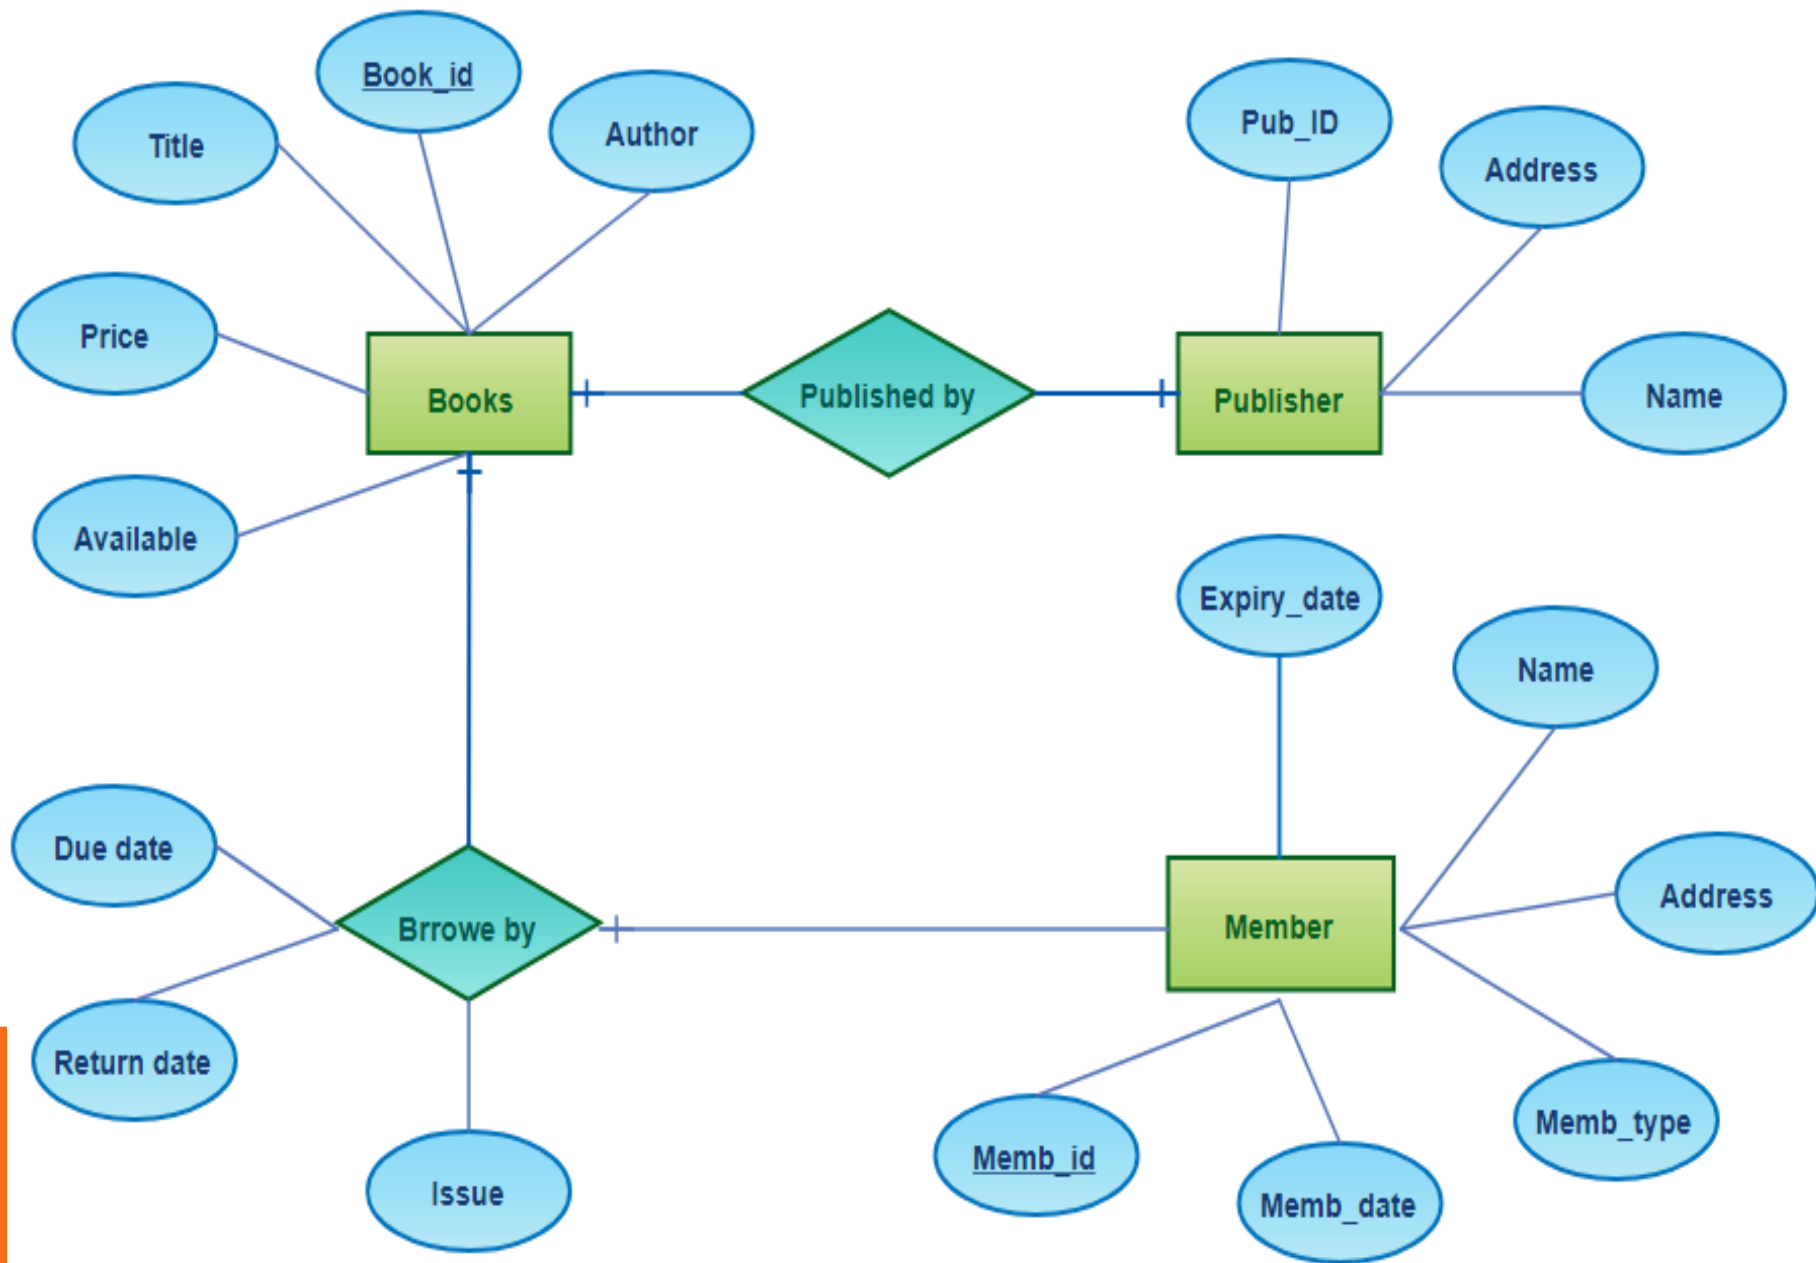 Book_id
Author
Title
Pub_ID
Address
Price
Books
Published by
Publisher
Name
Available
Expiry_date
Name
Due date
Brrowe by
Member
Address
Return date
Memb_type
Issue
Memb_id
Memb_date